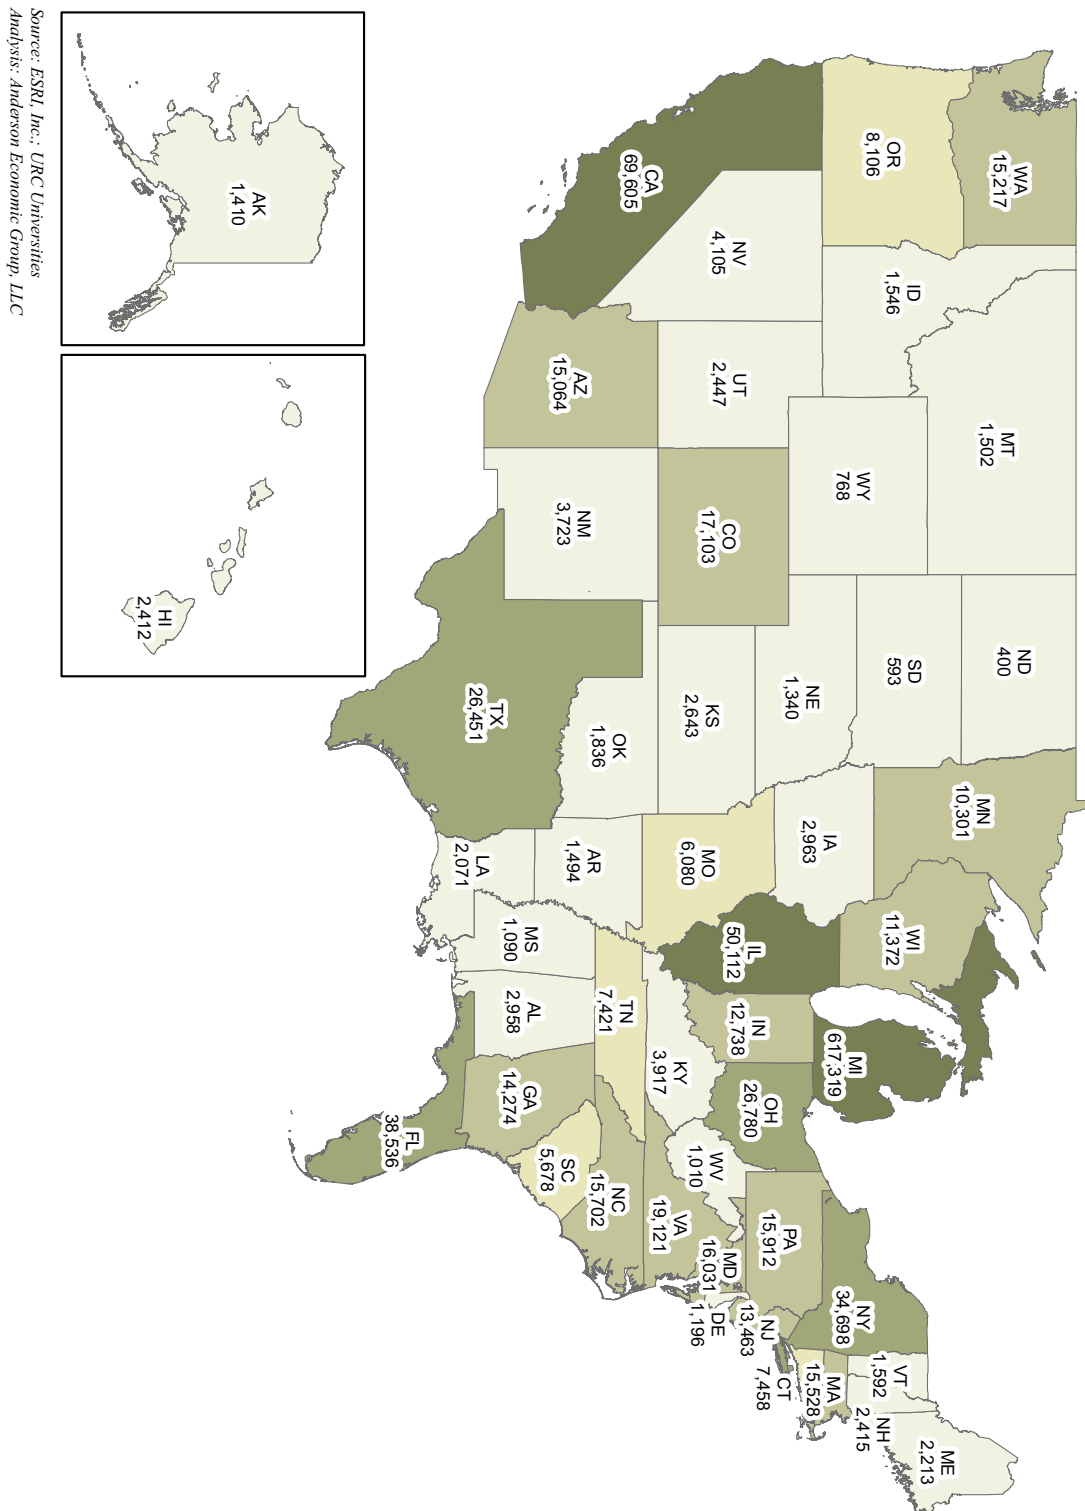 WA
15,217
OR
8,106
CA
69,605
NV
4,105
ID
1,546
MT
1,502
WY
768
UT
2,447
AZ
15,064
CO
17,103
NM
3,723
ND
400
SD
593
NE
1,340
KS
2,643
OK
1,836
TX
26,451
MN
10,301
IA
2,963
MO
6,080
AR
1,494
LA
2,071
WI
11,372
IL
50,112
MS
1,090
MI
617,319
IN
12,738
KY
3,917
TN
7,421
AL
2,958
OH
26,780
WV
1,010
GA
14,274
FL
38,536
SC
5,678
NC
15,702
VA
19,121
MD
16,031
DE
1,196
PA
15,912
NJ
13,463
NY
34,698
CT
7,458
MA
15,528
VT
1,592
NH
2,415
ME
2,213
AK
1,410
HI
2,412
Source: ESRI, Inc.; URC Universities
Analysis: Anderson Economic Group, LLC